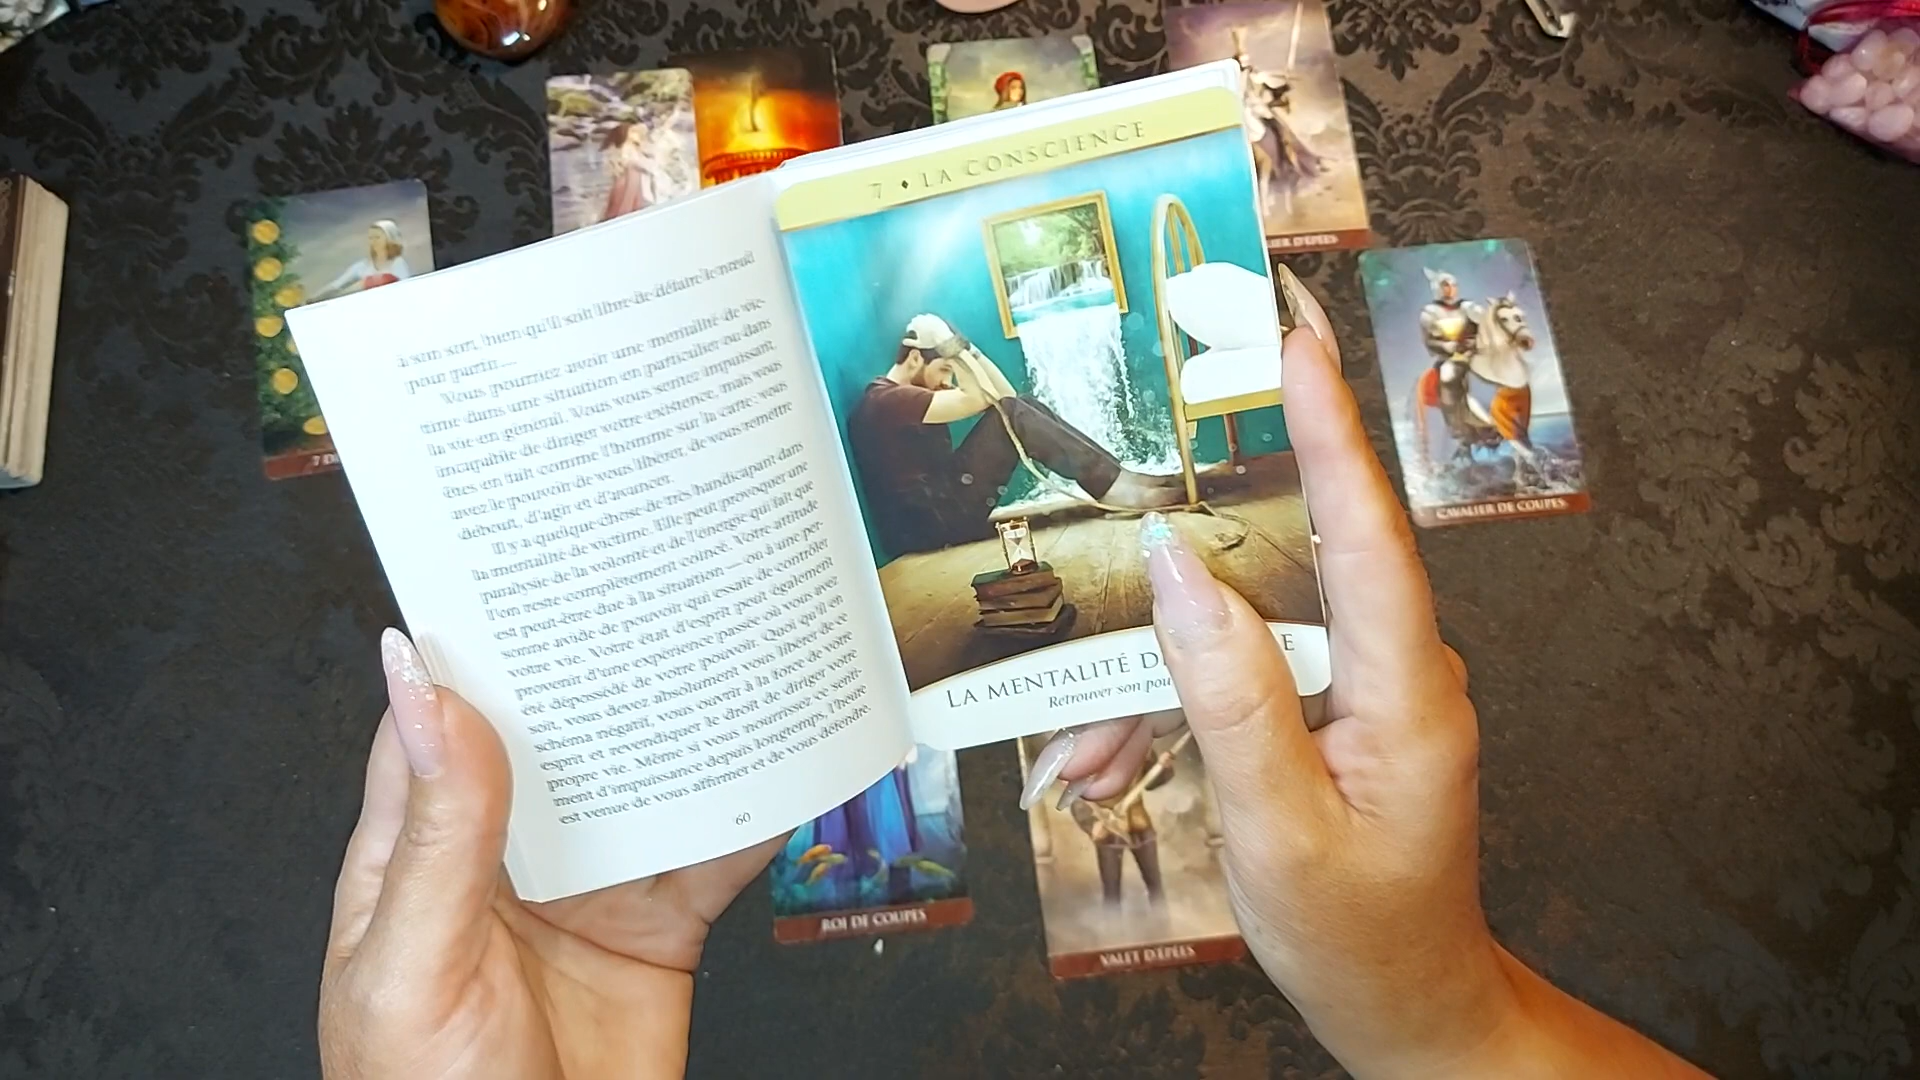 à son sort, bien qu'il soit libre de défaire le nœud
pour partir...
Vous pourriez avoir une mentalité de vic-
time dans une situation en particulier ou dans
la vie en général. Vous vous sentez impuissant,
incapable de diriger votre existence, mais vous
êtes en fait comme l'homme sur la carte: vous
avez le pouvoir de vous libérer, de vous remettre
debout, d'agir et d'avancer.
Il y a quelque chose de très handicapant dans
la mentalité de victime. Elle peut provoquer une
paralysie de la volonté et de l'énergie qui fait que
l'on reste complètement coincé. Votre attitude
est peut-être due à la situation — ou à une per-
sonne avide de pouvoir qui essaie de contrôler
votre vie. Votre état d'esprit peut également
provenir d'une expérience passée où vous avez
été dépossédé de votre pouvoir. Quoi qu'il en
soit, vous devez absolument vous libérer de ce
schéma négatif, vous ouvrir à la force de votre
esprit et revendiquer le droit de diriger votre
propre vie. Même si vous nourrissez ce senti-
ment d'impuissance depuis longtemps, l'heure
est venue de vous affirmer et de vous défendre.
60
7 ♦ LA CONSCIENCE
LA MENTALITÉ D E
Retrouver son pou
7 D
IER D'ÉPÉES
CAVALIER DE COUPES
ROI DE COUPES
VALET D'ÉPÉES